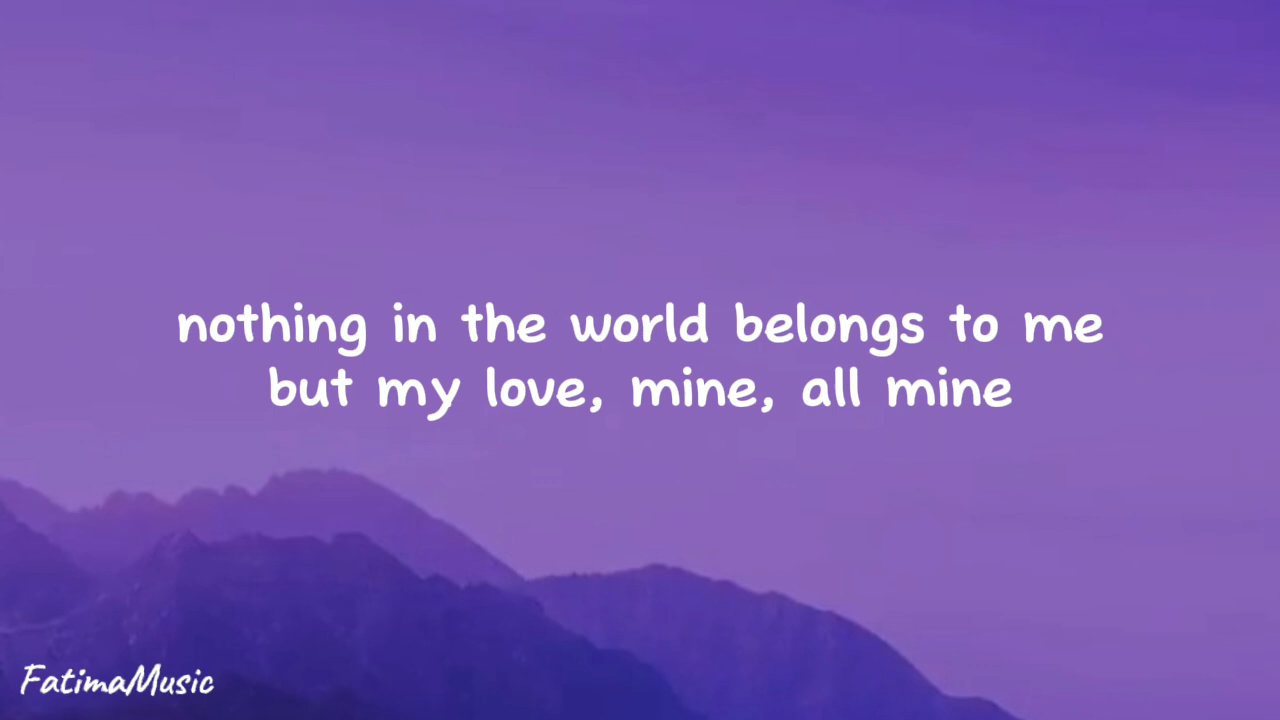 nothing in the world belongs to me
but my love, mine, all mine
FatimaMusic